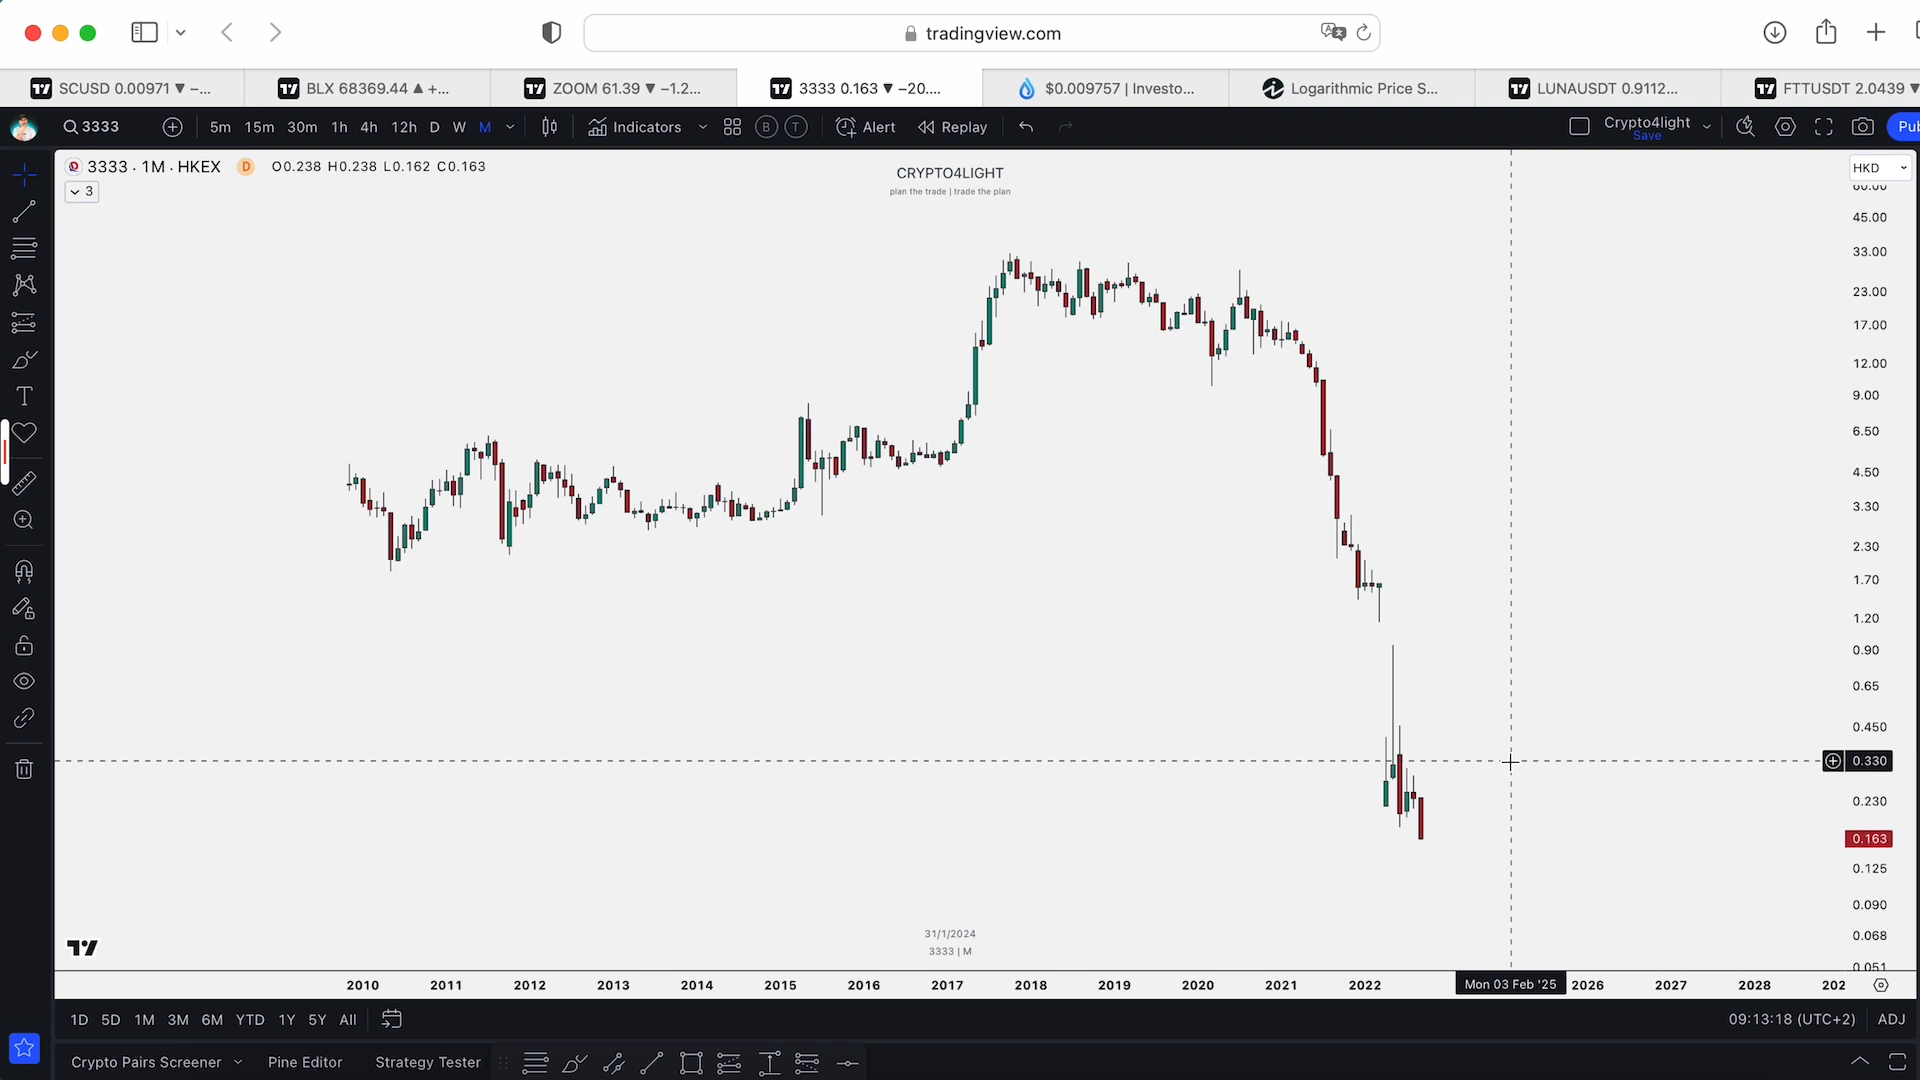 tradingview.com
SCUSD 0.00971 ▼ −...
BLX 68369.44 ▲ +...
ZOOM 61.39 ▼ −1.2...
3333 0.163 ▼ −20....
$0.009757 | Investo...
Logarithmic Price S...
LUNAUSDT 0.9112...
FTTUSDT 2.0439 ▼
3333 5m 15m 30m 1h 4h 12h D W M Indicators B T Alert Replay Crypto4light Pub
Save
3333 · 1M · HKEX D O0.238 H0.238 L0.162 C0.163
3
CRYPTO4LIGHT
plan the trade | trade the plan
HKD
60.00
45.00
33.00
23.00
17.00
12.00
9.00
6.50
4.50
3.30
2.30
1.70
1.20
0.90
0.65
0.450
0.330
0.230
0.163
0.125
0.090
0.068
0.051
31/1/2024
3333 | M
2010 2011 2012 2013 2014 2015 2016 2017 2018 2019 2020 2021 2022 Mon 03 Feb '25 2026 2027 2028 202
1D 5D 1M 3M 6M YTD 1Y 5Y All 09:13:18 (UTC+2) ADJ
Crypto Pairs Screener Pine Editor Strategy Tester